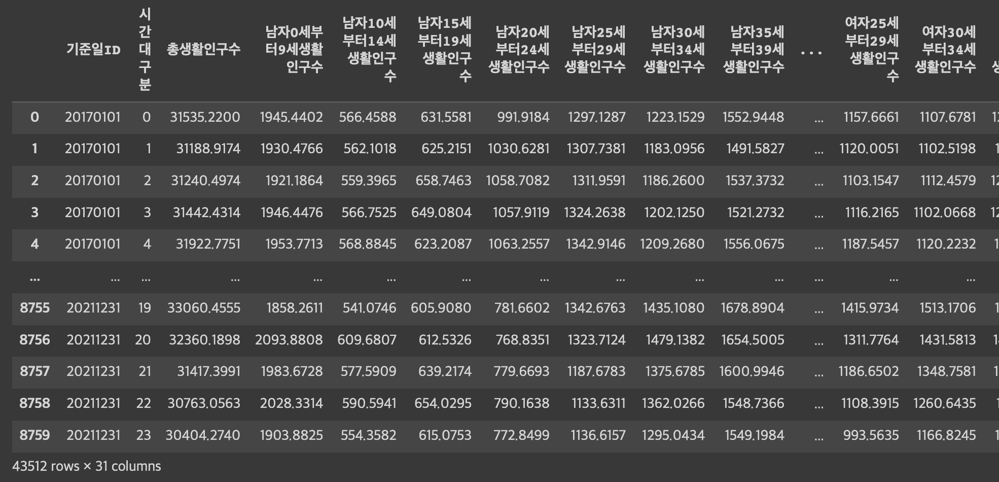 기준일ID 시간대구분 총생활인구수 남자0세부터9세생활인구수 남자10세부터14세생활인구수 남자15세부터19세생활인구수 남자20세부터24세생활인구수 남자25세부터29세생활인구수 남자30세부터34세생활인구수 남자35세부터39세생활인구수 ... 여자25세부터29세생활인구수 여자30세부터34세생활인구수
0 20170101 0 31535.2200 1945.4402 566.4588 631.5581 991.9184 1297.1287 1223.1529 1552.9448 ... 1157.6661 1107.6781
1 20170101 1 31188.9174 1930.4766 562.1018 625.2151 1030.6281 1307.7381 1183.0956 1491.5827 ... 1120.0051 1102.5198
2 20170101 2 31240.4974 1921.1864 559.3965 658.7463 1058.7082 1311.9591 1186.2600 1537.3732 ... 1103.1547 1112.4579
3 20170101 3 31442.4314 1946.4476 566.7525 649.0804 1057.9119 1324.2638 1202.1250 1521.2732 ... 1116.2165 1102.0668
4 20170101 4 31922.7751 1953.7713 568.8845 623.2087 1063.2557 1342.9146 1209.2680 1556.0675 ... 1187.5457 1120.2232
... ... ... ... ... ... ... ... ... ... ... ... ... ...
8755 20211231 19 33060.4555 1858.2611 541.0746 605.9080 781.6602 1342.6763 1435.1080 1678.8904 ... 1415.9734 1513.1706
8756 20211231 20 32360.1898 2093.8808 609.6807 612.5326 768.8351 1323.7124 1479.1382 1654.5005 ... 1311.7764 1431.5813
8757 20211231 21 31417.3991 1983.6728 577.5909 639.2174 779.6693 1187.6783 1375.6785 1600.9946 ... 1186.6502 1348.7581
8758 20211231 22 30763.0563 2028.3314 590.5941 654.0295 790.1638 1133.6311 1362.0266 1548.7366 ... 1108.3915 1260.6435
8759 20211231 23 30404.2740 1903.8825 554.3582 615.0753 772.8499 1136.6157 1295.0434 1549.1984 ... 993.5635 1166.8245
43512 rows × 31 columns